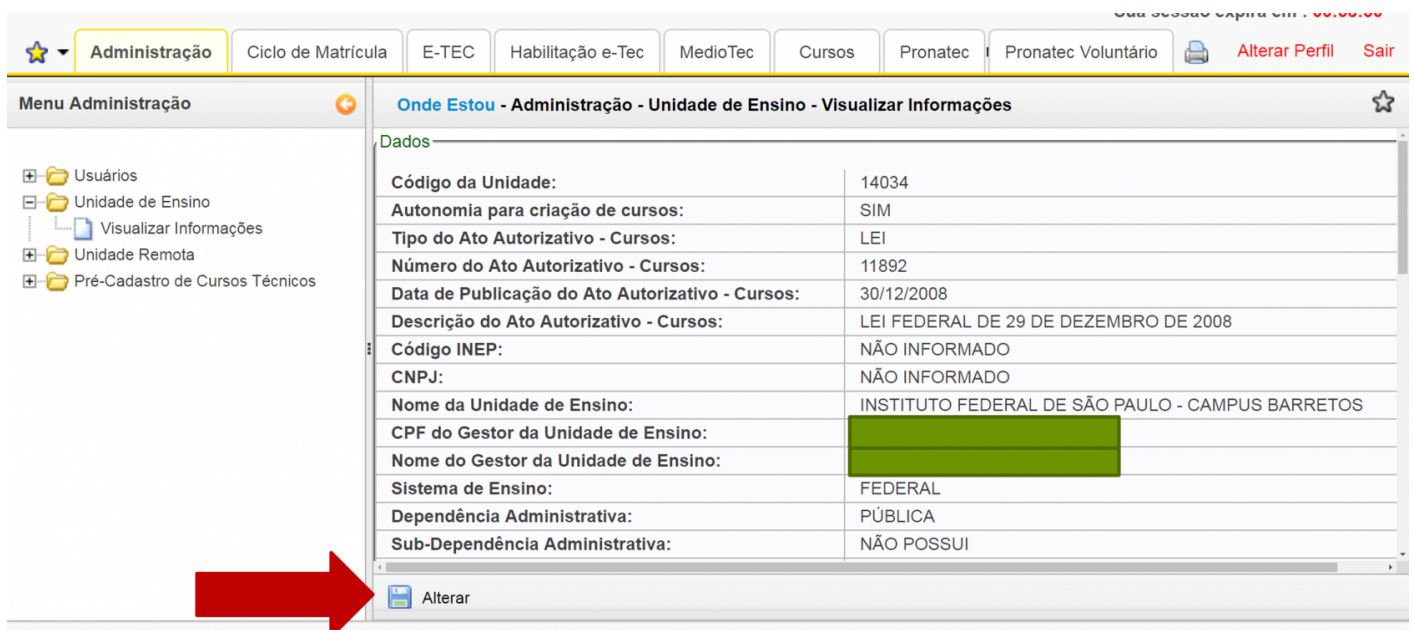 Sua sessão expira em :
Administração Ciclo de Matrícula E-TEC Habilitação e-Tec MedioTec Cursos Pronatec Pronatec Voluntário Alterar Perfil Sair
Menu Administração
Usuários
Unidade de Ensino
Visualizar Informações
Unidade Remota
Pré-Cadastro de Cursos Técnicos
Onde Estou - Administração - Unidade de Ensino - Visualizar Informações
Dados
Código da Unidade: 14034
Autonomia para criação de cursos: SIM
Tipo do Ato Autorizativo - Cursos: LEI
Número do Ato Autorizativo - Cursos: 11892
Data de Publicação do Ato Autorizativo - Cursos: 30/12/2008
Descrição do Ato Autorizativo - Cursos: LEI FEDERAL DE 29 DE DEZEMBRO DE 2008
Código INEP: NÃO INFORMADO
CNPJ: NÃO INFORMADO
Nome da Unidade de Ensino: INSTITUTO FEDERAL DE SÃO PAULO - CAMPUS BARRETOS
CPF do Gestor da Unidade de Ensino:
Nome do Gestor da Unidade de Ensino:
Sistema de Ensino: FEDERAL
Dependência Administrativa: PÚBLICA
Sub-Dependência Administrativa: NÃO POSSUI
Alterar